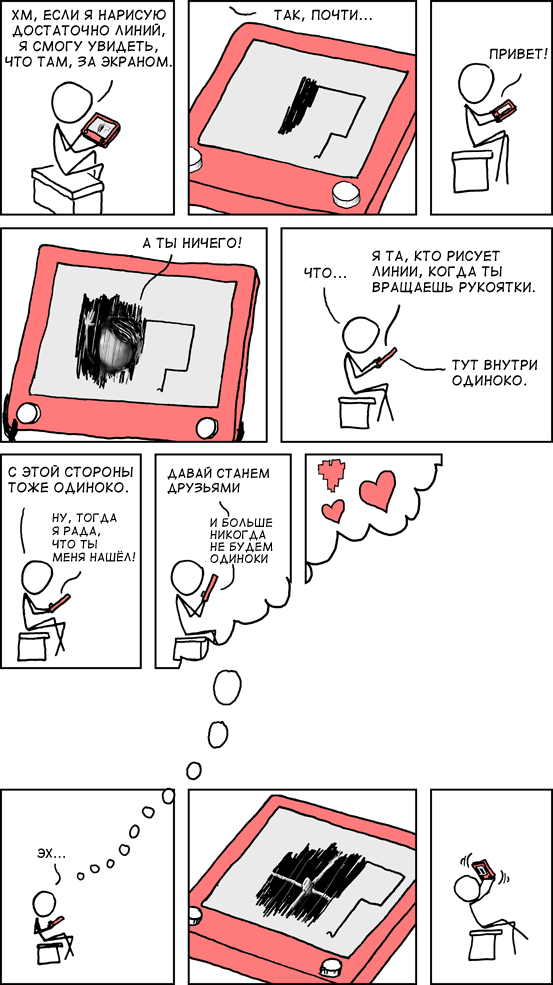 ХМ, ЕСЛИ Я НАРИСУЮ
ДОСТАТОЧНО ЛИНИЙ,
Я СМОГУ УВИДЕТЬ,
ЧТО ТАМ, ЗА ЭКРАНОМ.
ТАК, ПОЧТИ...
ПРИВЕТ!
А ТЫ НИЧЕГО!
ЧТО...
Я ТА, КТО РИСУЕТ
ЛИНИИ, КОГДА ТЫ
ВРАЩАЕШЬ РУКОЯТКИ.
ТУТ ВНУТРИ
ОДИНОКО.
С ЭТОЙ СТОРОНЫ
ТОЖЕ ОДИНОКО.
НУ, ТОГДА
Я РАДА,
ЧТО ТЫ
МЕНЯ НАШЁЛ!
ДАВАЙ СТАНЕМ
ДРУЗЬЯМИ
И БОЛЬШЕ
НИКОГДА
НЕ БУДЕМ
ОДИНОКИ
ЭХ...